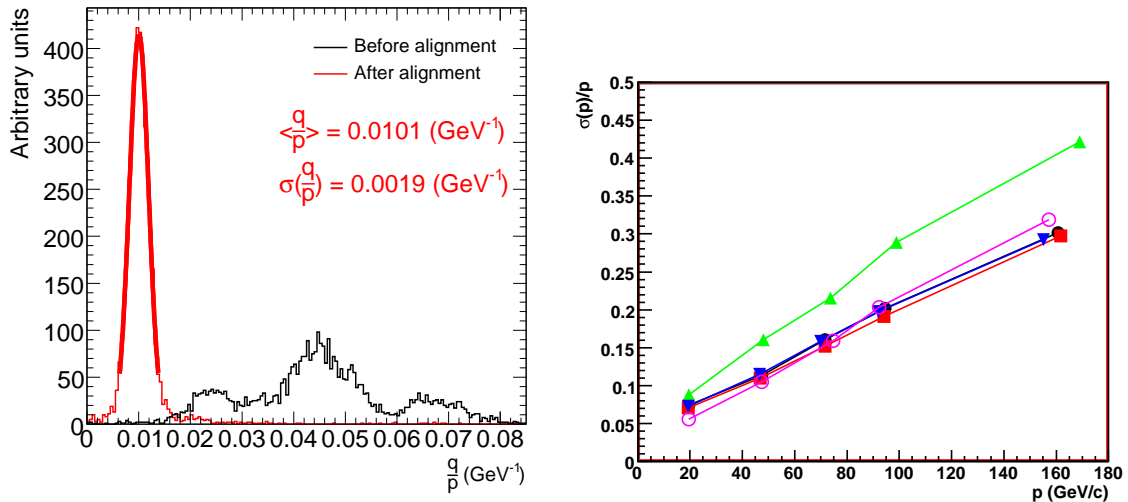 Arbitrary units
400
350
300
250
200
150
100
50
0
Before alignment
After alignment
<q/p> = 0.0101 (GeV⁻¹)
σ(q/p) = 0.0019 (GeV⁻¹)
0 0.01 0.02 0.03 0.04 0.05 0.06 0.07 0.08
q/p (GeV⁻¹)
σ(p)/p
0.5
0.45
0.4
0.35
0.3
0.25
0.2
0.15
0.1
0.05
0
0 20 40 60 80 100 120 140 160 180
p (GeV/c)